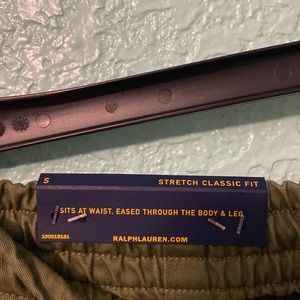 S STRETCH CLASSIC FIT
SITS AT WAIST. EASED THROUGH THE BODY & LEG.
100019181 RALPHLAUREN.COM